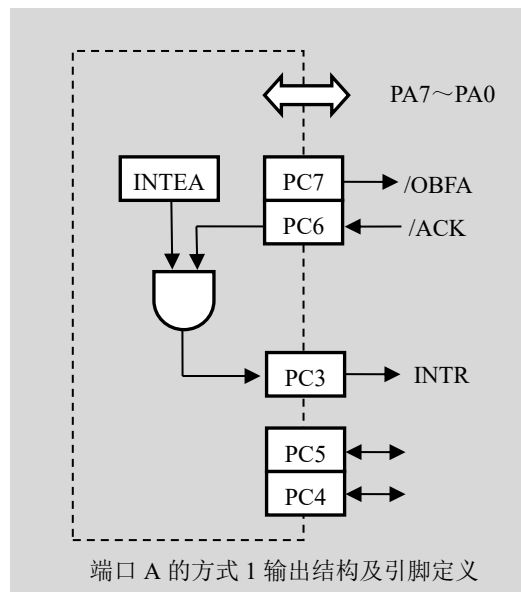 PA7～PA0
INTEA
PC7
/OBFA
PC6
/ACK
PC3
INTR
PC5
PC4
端口 A 的方式 1 输出结构及引脚定义